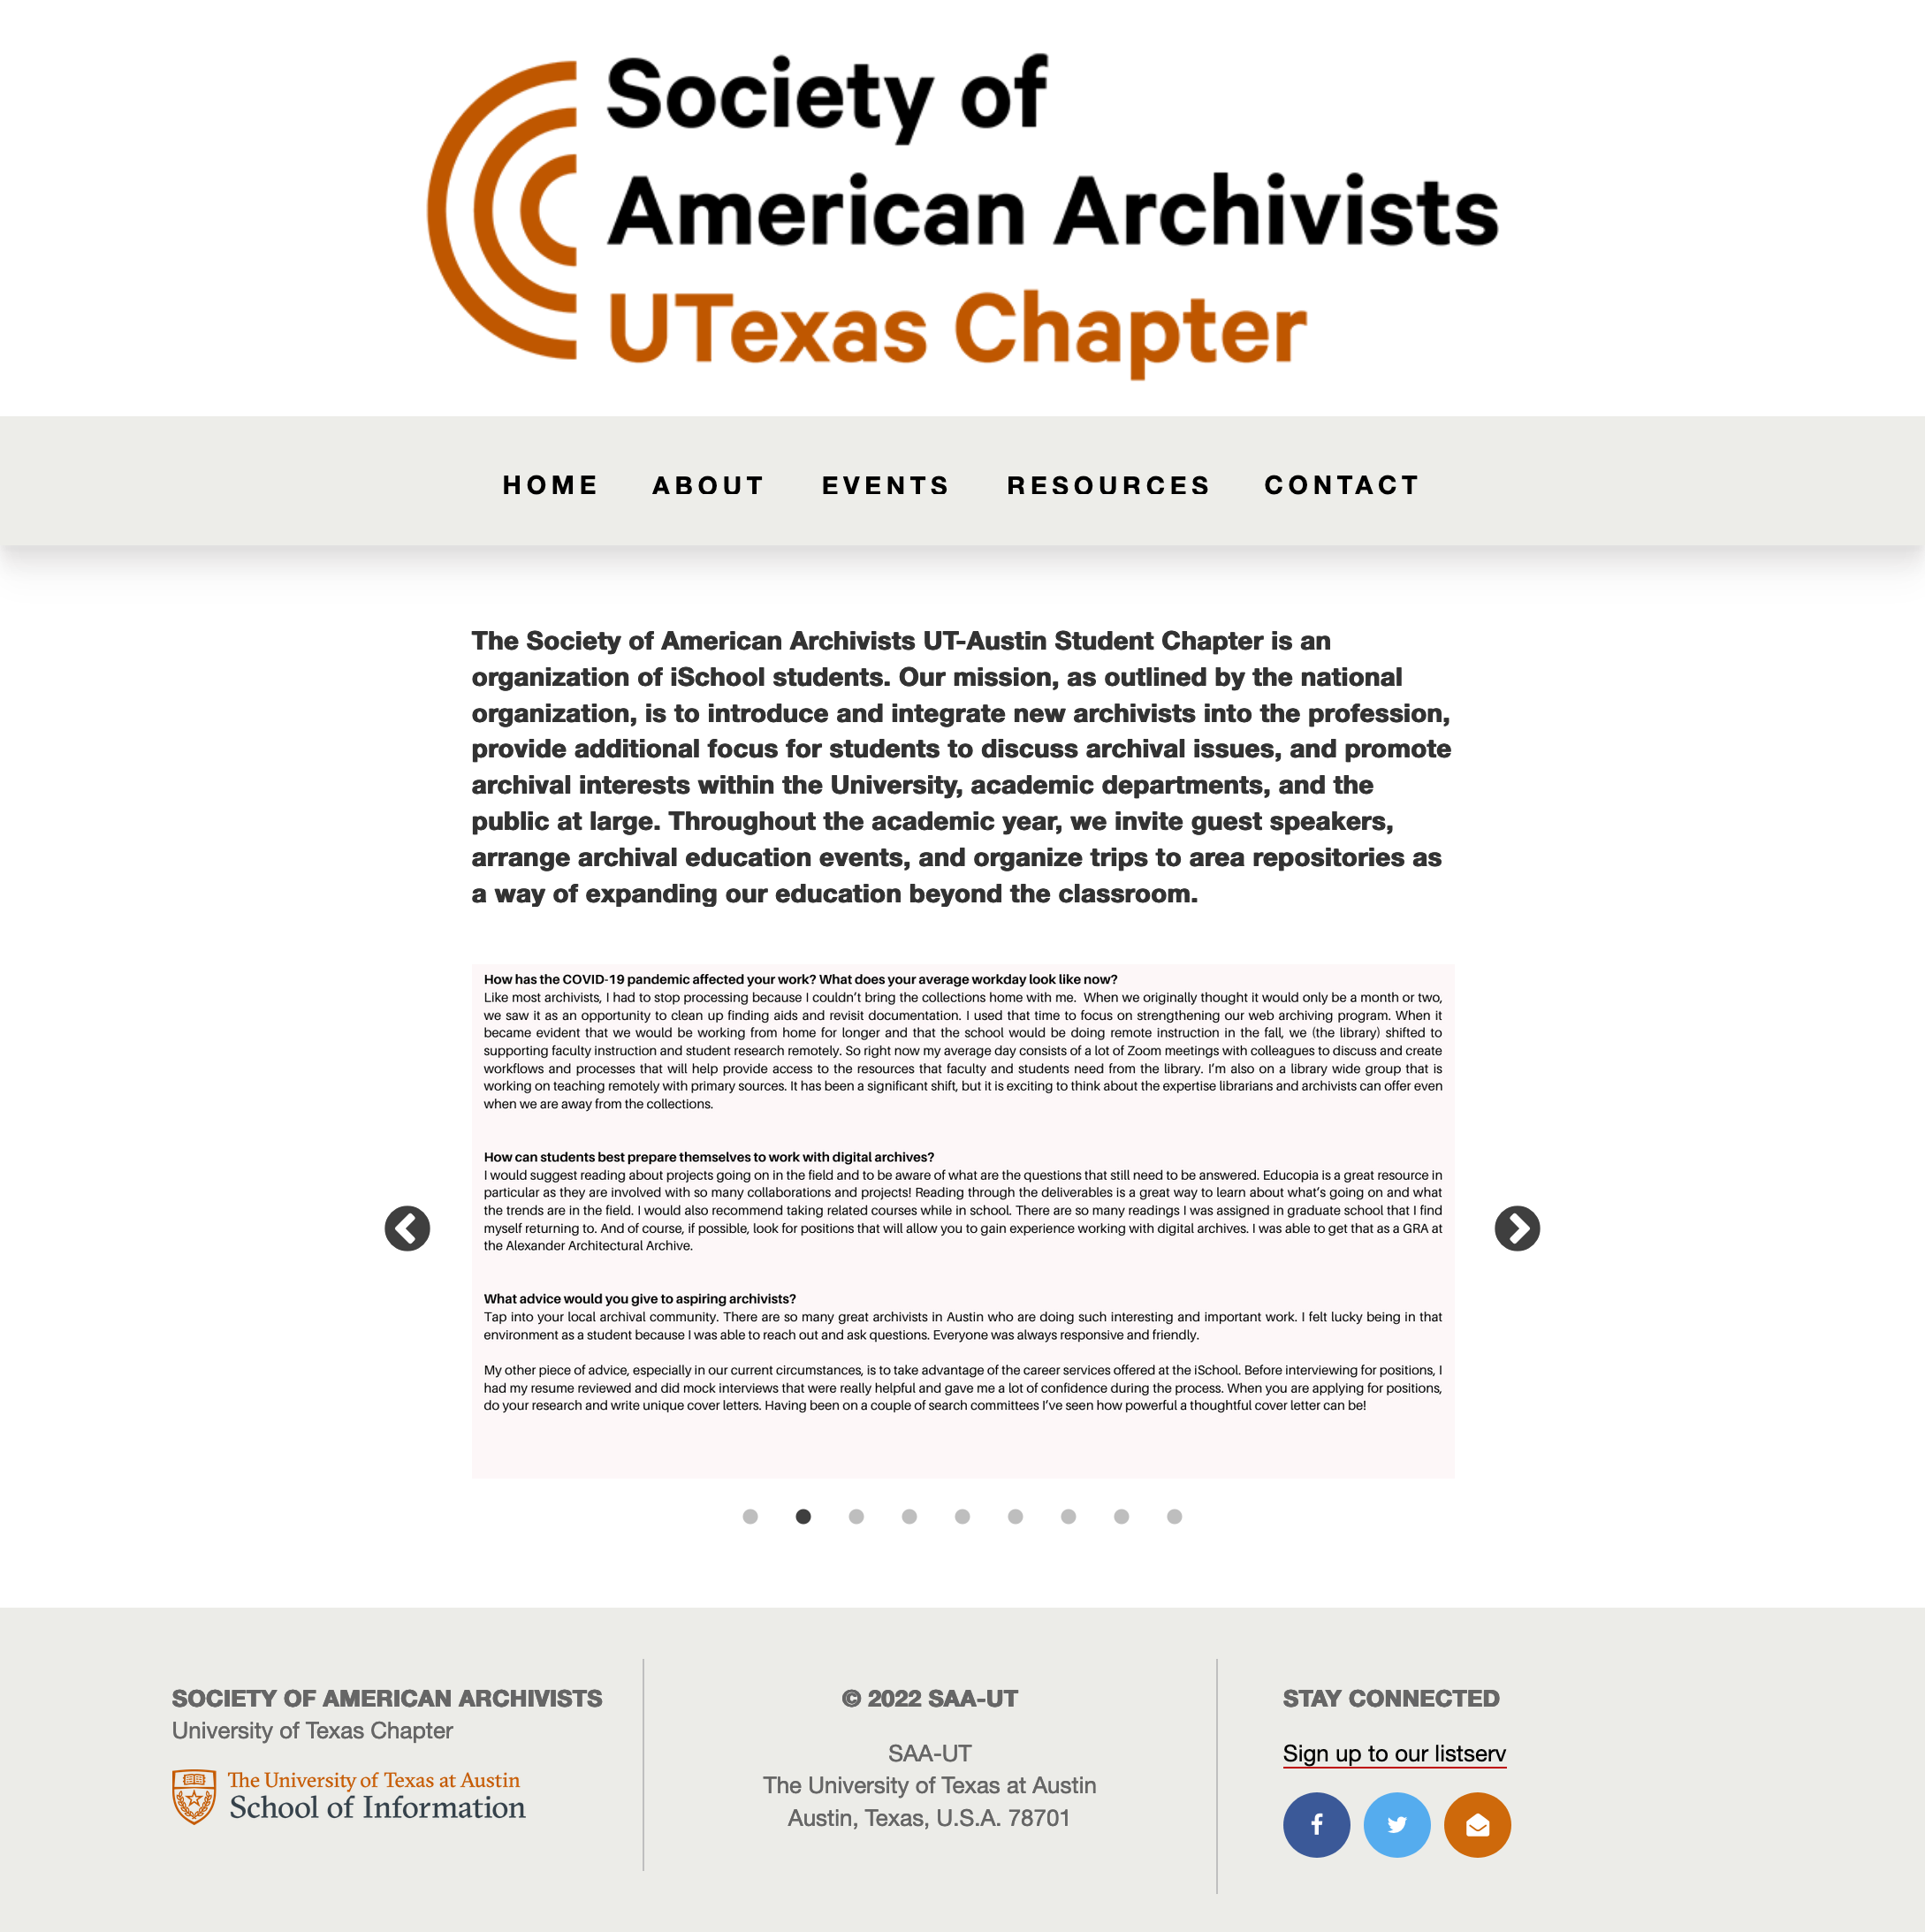 Society of
American Archivists
UTexas Chapter
HOME ABOUT EVENTS RESOURCES CONTACT
The Society of American Archivists UT-Austin Student Chapter is an
organization of iSchool students. Our mission, as outlined by the national
organization, is to introduce and integrate new archivists into the profession,
provide additional focus for students to discuss archival issues, and promote
archival interests within the University, academic departments, and the
public at large. Throughout the academic year, we invite guest speakers,
arrange archival education events, and organize trips to area repositories as
a way of expanding our education beyond the classroom.
How has the COVID-19 pandemic affected your work? What does your average workday look like now?
Like most archivists, I had to stop processing because I couldn’t bring the collections home with me. When we originally thought it would only be a month or two,
we saw it as an opportunity to clean up finding aids and revisit documentation. I used that time to focus on strengthening our web archiving program. When it
became evident that we would be working from home for longer and that the school would be doing remote instruction in the fall, we (the library) shifted to
supporting faculty instruction and student research remotely. So right now my average day consists of a lot of Zoom meetings with colleagues to discuss and create
workflows and processes that will help provide access to the resources that faculty and students need from the library. I’m also on a library wide group that is
working on teaching remotely with primary sources. It has been a significant shift, but it is exciting to think about the expertise librarians and archivists can offer even
when we are away from the collections.
How can students best prepare themselves to work with digital archives?
I would suggest reading about projects going on in the field and to be aware of what are the questions that still need to be answered. Educopia is a great resource in
particular as they are involved with so many collaborations and projects! Reading through the deliverables is a great way to learn about what’s going on and what
the trends are in the field. I would also recommend taking related courses while in school. There are so many readings I was assigned in graduate school that I find
myself returning to. And of course, if possible, look for positions that will allow you to gain experience working with digital archives. I was able to get that as a GRA at
the Alexander Architectural Archive.
What advice would you give to aspiring archivists?
Tap into your local archival community. There are so many great archivists in Austin who are doing such interesting and important work. I felt lucky being in that
environment as a student because I was able to reach out and ask questions. Everyone was always responsive and friendly.
My other piece of advice, especially in our current circumstances, is to take advantage of the career services offered at the iSchool. Before interviewing for positions, I
had my resume reviewed and did mock interviews that were really helpful and gave me a lot of confidence during the process. When you are applying for positions,
do your research and write unique cover letters. Having been on a couple of search committees I’ve seen how powerful a thoughtful cover letter can be!
SOCIETY OF AMERICAN ARCHIVISTS
University of Texas Chapter
The University of Texas at Austin
School of Information
© 2022 SAA-UT
SAA-UT
The University of Texas at Austin
Austin, Texas, U.S.A. 78701
STAY CONNECTED
Sign up to our listserv